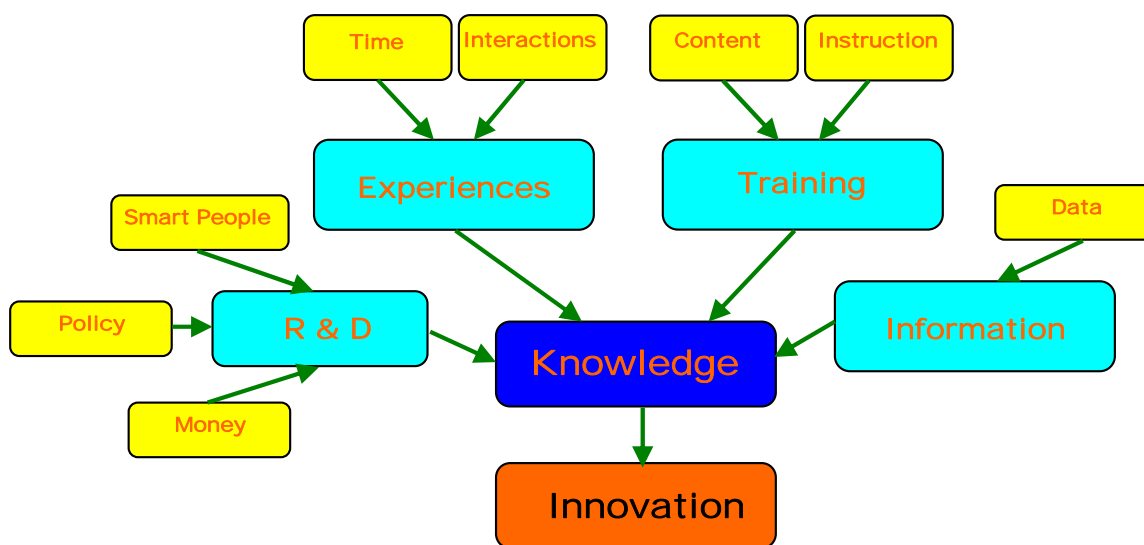 Time
Interactions
Content
Instruction
Experiences
Training
Smart People
Data
Policy
R & D
Information
Knowledge
Money
Innovation